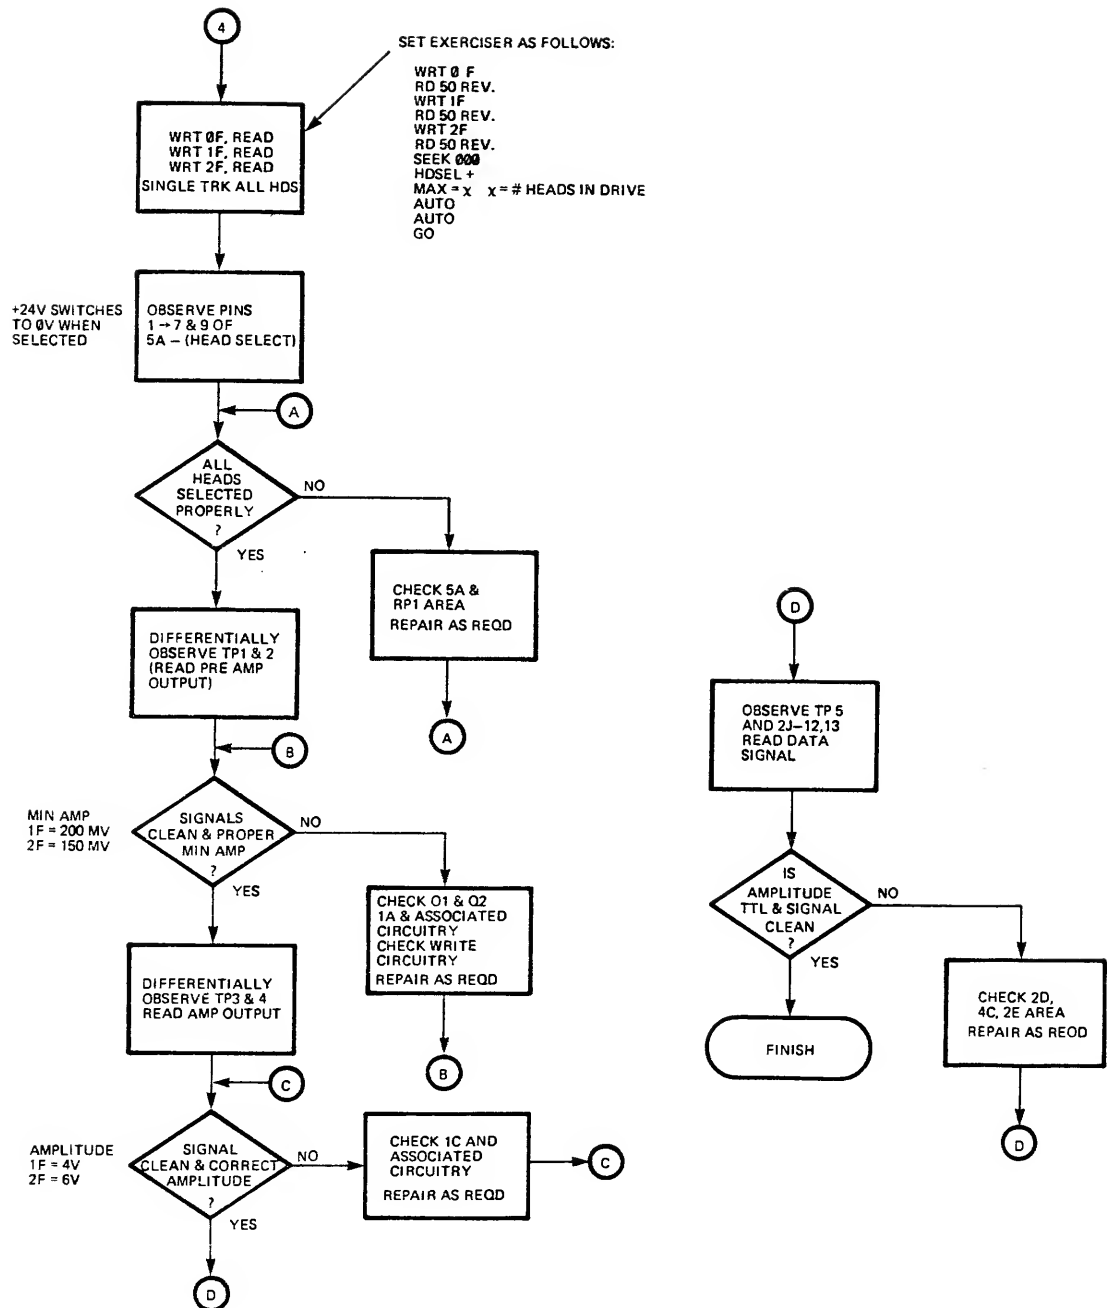 4
SET EXERCISER AS FOLLOWS:
WRT 0 F
RD 50 REV.
WRT 1F
RD 50 REV.
WRT 2F
RD 50 REV.
SEEK 000
HDSEL +
MAX = χ χ = # HEADS IN DRIVE
AUTO
AUTO
GO
WRT 0F, READ
WRT 1F, READ
WRT 2F, READ
SINGLE TRK ALL HDS
+24V SWITCHES
TO 0V WHEN
SELECTED
OBSERVE PINS
1 → 7 & 9 OF
5A – (HEAD SELECT)
A
ALL
HEADS
SELECTED
PROPERLY
?
NO
YES
CHECK 5A &
RP1 AREA
REPAIR AS REQD
A
DIFFERENTIALLY
OBSERVE TP1 & 2
(READ PRE AMP
OUTPUT)
B
MIN AMP
1F = 200 MV
2F = 150 MV
SIGNALS
CLEAN & PROPER
MIN AMP
?
NO
YES
CHECK O1 & Q2
1A & ASSOCIATED
CIRCUITRY
CHECK WRITE
CIRCUITRY
REPAIR AS REQD
B
DIFFERENTIALLY
OBSERVE TP3 & 4
READ AMP OUTPUT
C
AMPLITUDE
1F = 4V
2F = 6V
SIGNAL
CLEAN & CORRECT
AMPLITUDE
?
NO
YES
CHECK 1C AND
ASSOCIATED
CIRCUITRY
REPAIR AS REQD
C
D
D
OBSERVE TP 5
AND 2J–12,13
READ DATA
SIGNAL
IS
AMPLITUDE
TTL & SIGNAL
CLEAN
?
NO
YES
CHECK 2D,
4C, 2E AREA
REPAIR AS REOD
D
FINISH